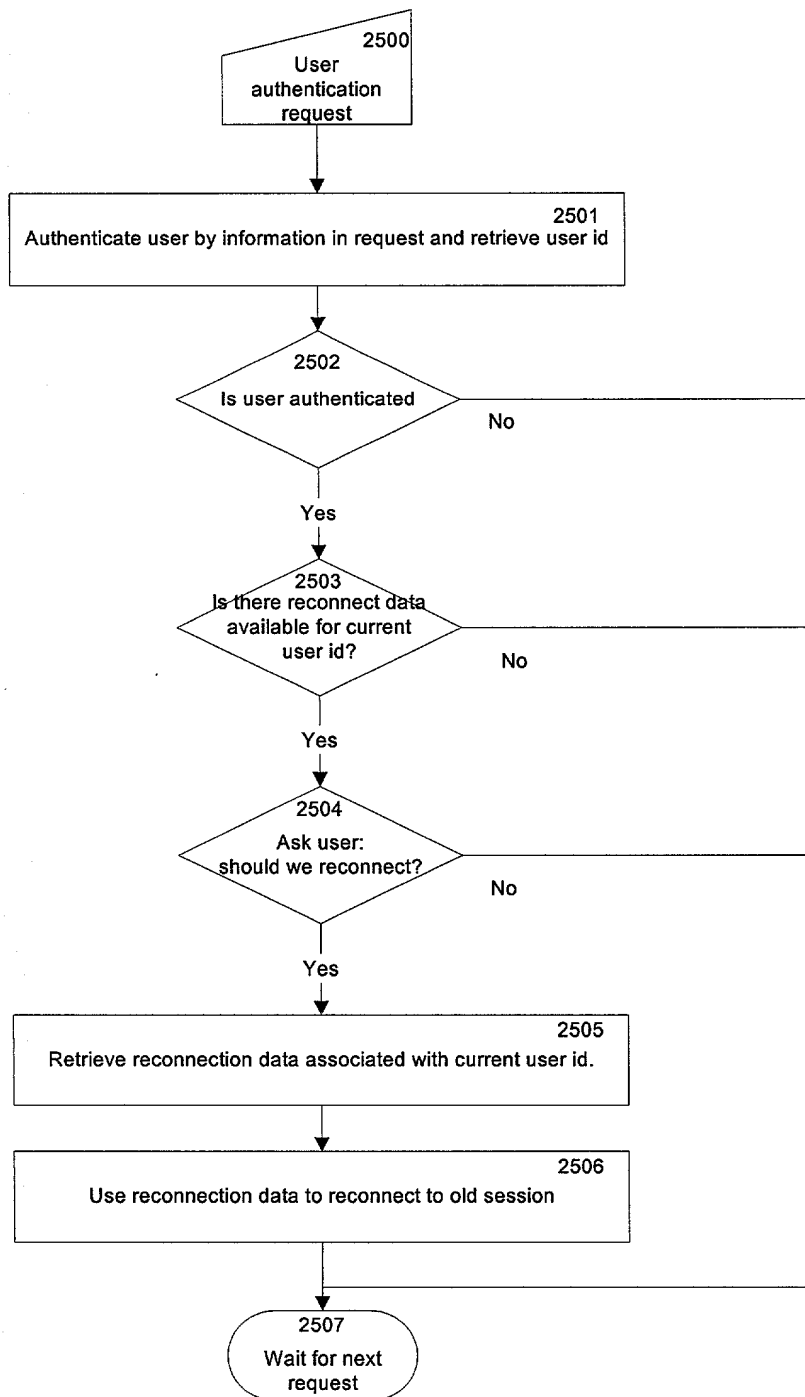 2500
User
authentication
request
2501
Authenticate user by information in request and retrieve user id
2502
Is user authenticated
No
Yes
2503
Is there reconnect data
available for current
user id?
No
Yes
2504
Ask user:
should we reconnect?
No
Yes
2505
Retrieve reconnection data associated with current user id.
2506
Use reconnection data to reconnect to old session
2507
Wait for next
request